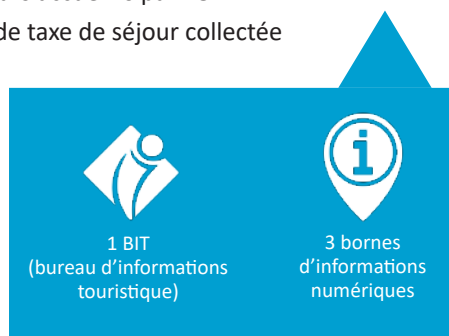 de taxe de séjour collectée
1 BIT
(bureau d'informations
touristique)
3 bornes
d'informations
numériques